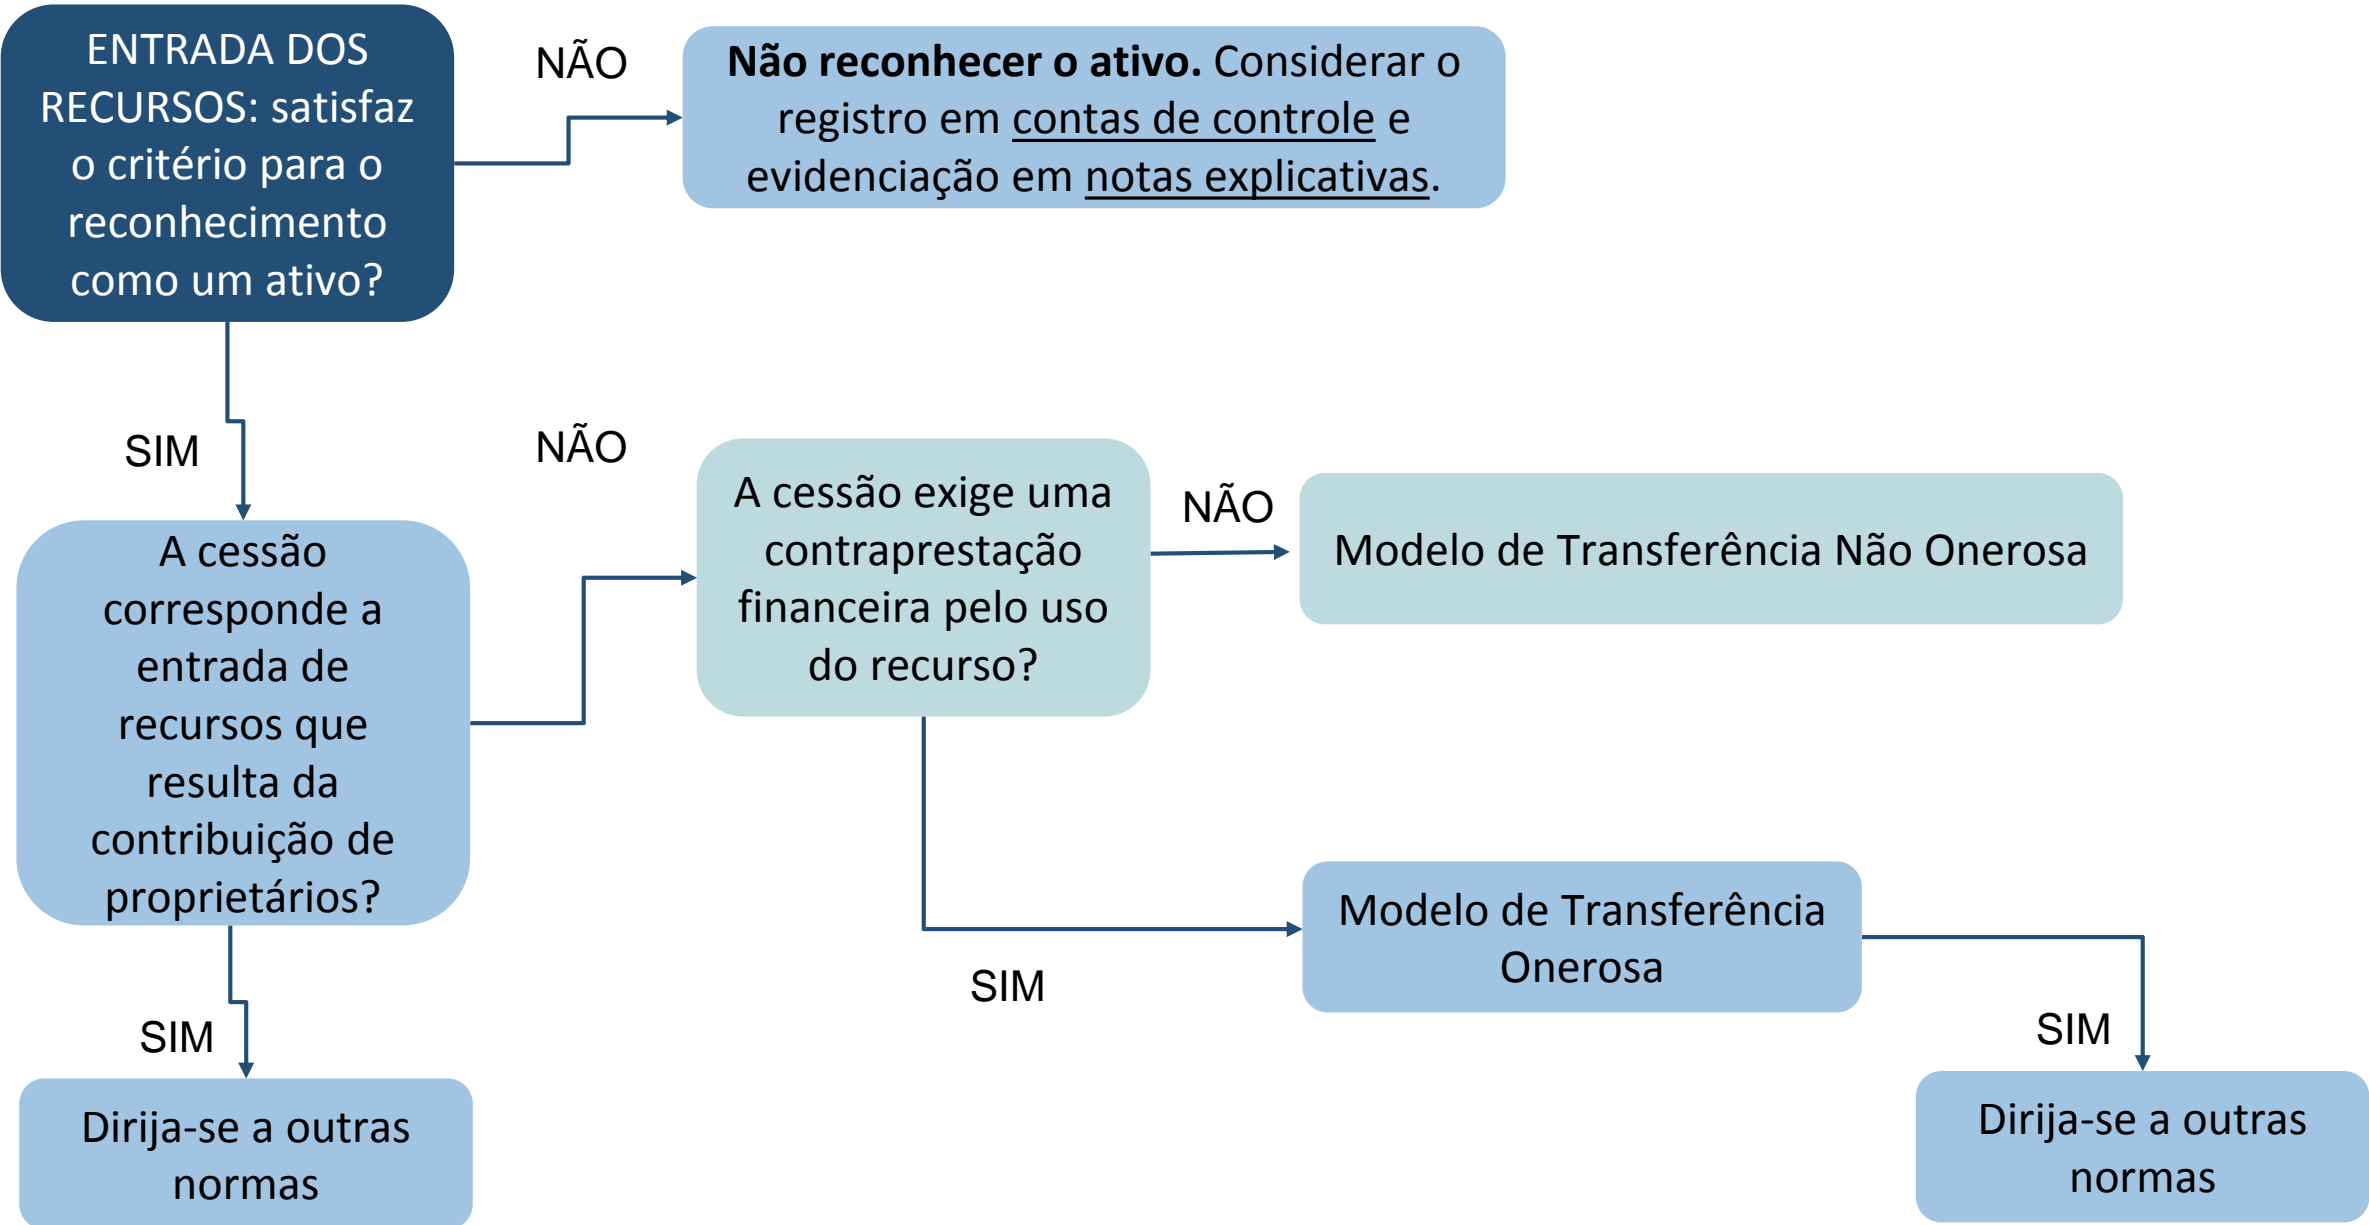 ENTRADA DOS
RECURSOS: satisfaz
o critério para o
reconhecimento
como um ativo?
NÃO
Não reconhecer o ativo. Considerar o
registro em contas de controle e
evidenciação em notas explicativas.
SIM
A cessão
corresponde a
entrada de
recursos que
resulta da
contribuição de
proprietários?
NÃO
A cessão exige uma
contraprestação
financeira pelo uso
do recurso?
NÃO
Modelo de Transferência Não Onerosa
SIM
Modelo de Transferência
Onerosa
SIM
Dirija-se a outras
normas
SIM
Dirija-se a outras
normas